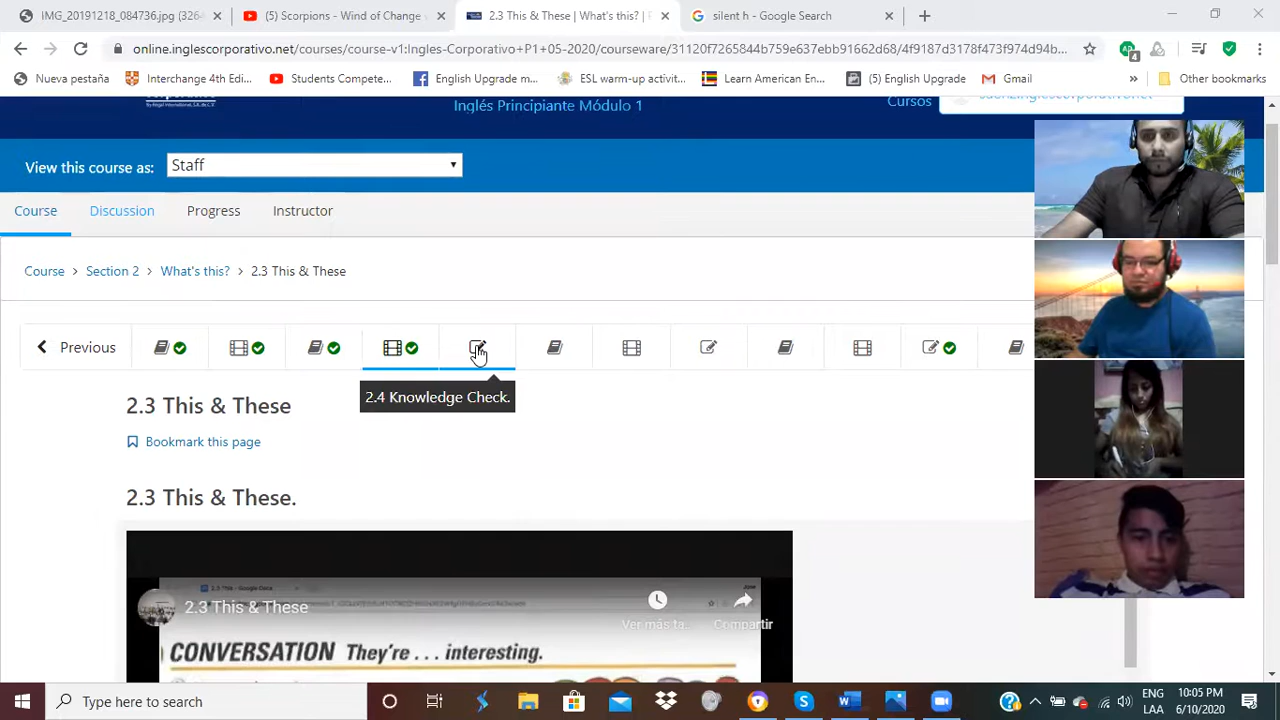 IMG_20191218_084736.jpg (3264
(5) Scorpions - Wind of Change
2.3 This & These | What's this? |
silent h - Google Search
online.inglescorporativo.net/courses/course-v1:Ingles-Corporativo+P1+05-2020/courseware/31120f7265844b759e637ebb91662d68/4f9187d3178f473f974d94b...
4
Nueva pestaña
Interchange 4th Edi...
Students Compete...
English Upgrade m...
ESL warm-up activit...
Learn American En...
(5) English Upgrade
Gmail
»
Other bookmarks
Inglés Principiante Módulo 1
Cursos
View this course as:
Staff
Course
Discussion
Progress
Instructor
Course > Section 2 > What's this? > 2.3 This & These
Previous
2.4 Knowledge Check.
2.3 This & These
Bookmark this page
2.3 This & These.
2.3 This & These
Ver más ta...
Compartir
CONVERSATION They're . . . interesting.
Type here to search
ENG
LAA
10:05 PM
6/10/2020